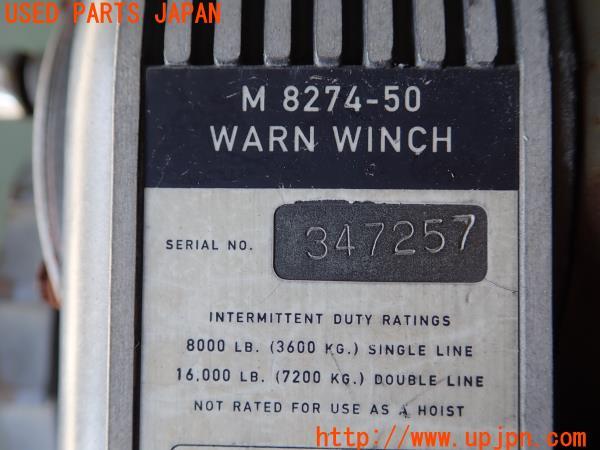 USED PARTS JAPAN
M 8274-50
WARN WINCH
SERIAL NO. 347257
INTERMITTENT DUTY RATINGS
8000 LB. (3600 KG.) SINGLE LINE
16,000 LB. (7200 KG.) DOUBLE LINE
NOT RATED FOR USE AS A HOIST
http://www.upjpn.com